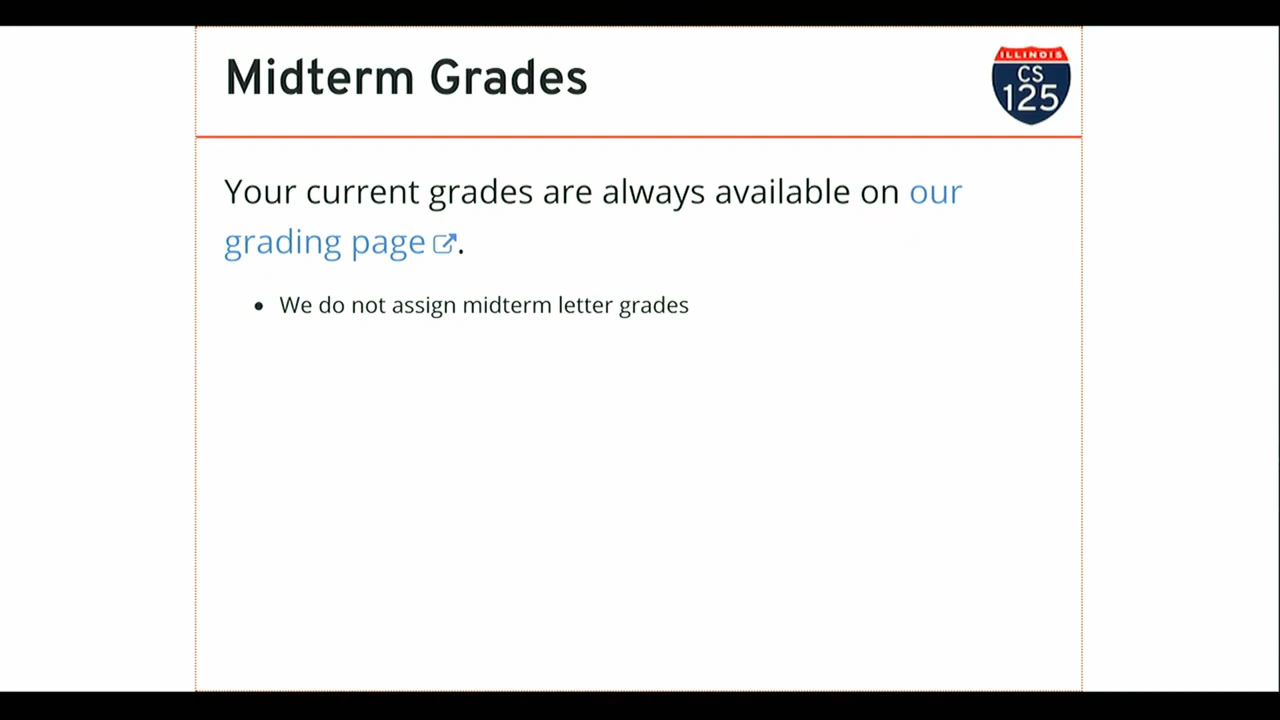 Midterm Grades
ILLINOIS
CS
125
Your current grades are always available on our
grading page.
We do not assign midterm letter grades